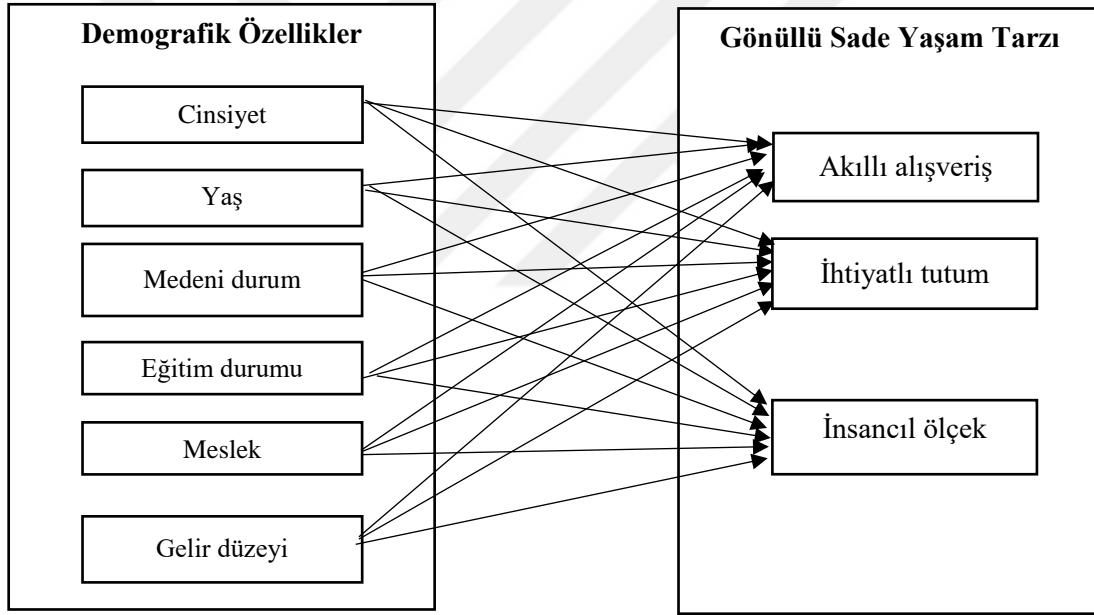 Demografik Özellikler
Cinsiyet
Yaş
Medeni durum
Eğitim durumu
Meslek
Gelir düzeyi
Gönüllü Sade Yaşam Tarzı
Akıllı alışveriş
İhtiyatlı tutum
İnsancıl ölçek